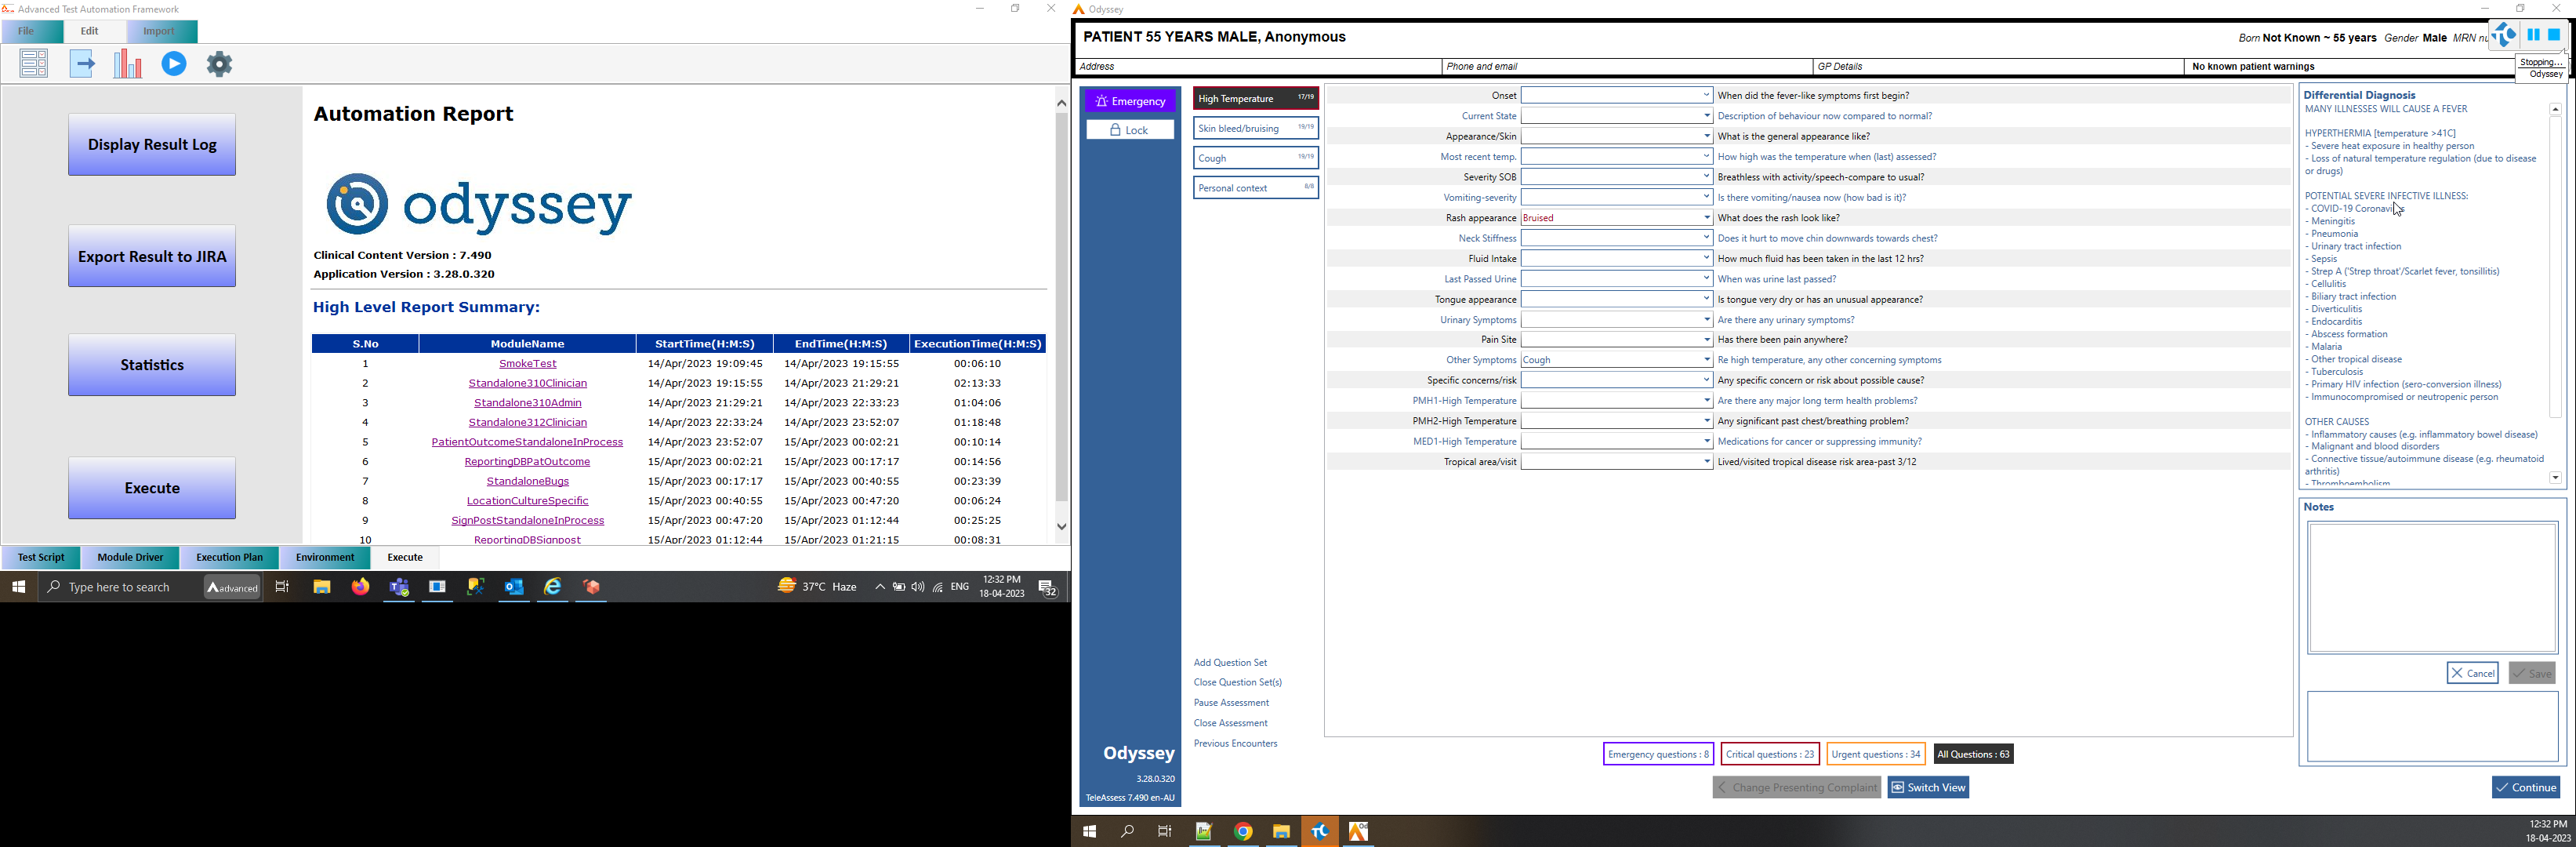 Advanced Test Automation Framework
File
Edit
Import
Display Result Log
Export Result to JIRA
Statistics
Execute
Automation Report
odyssey
Clinical Content Version : 7.490
Application Version : 3.28.0.320
High Level Report Summary:
S.No ModuleName StartTime(H:M:S) EndTime(H:M:S) ExecutionTime(H:M:S)
1 SmokeTest 14/Apr/2023 19:09:45 14/Apr/2023 19:15:55 00:06:10
2 Standalone310Clinician 14/Apr/2023 19:15:55 14/Apr/2023 21:29:21 02:13:33
3 Standalone310Admin 14/Apr/2023 21:29:21 14/Apr/2023 22:33:23 01:04:06
4 Standalone312Clinician 14/Apr/2023 22:33:24 14/Apr/2023 23:52:07 01:18:48
5 PatientOutcomeStandaloneInProcess 14/Apr/2023 23:52:07 15/Apr/2023 00:02:21 00:10:14
6 ReportingDBPatOutcome 15/Apr/2023 00:02:21 15/Apr/2023 00:17:17 00:14:56
7 StandaloneBugs 15/Apr/2023 00:17:17 15/Apr/2023 00:40:55 00:23:39
8 LocationCultureSpecific 15/Apr/2023 00:40:55 15/Apr/2023 00:47:20 00:06:24
9 SignPostStandaloneInProcess 15/Apr/2023 00:47:20 15/Apr/2023 01:12:44 00:25:25
10 ReportingDBSignpost 15/Apr/2023 01:12:44 15/Apr/2023 01:21:15 00:08:31
Test Script
Module Driver
Execution Plan
Environment
Execute
Type here to search
advanced
37°C Haze
ENG
12:32 PM
18-04-2023
32
Odyssey
PATIENT 55 YEARS MALE, Anonymous
Born Not Known ~ 55 years Gender Male MRN nu
Stopping...
Odyssey
Address
Phone and email
GP Details
No known patient warnings
Emergency
Lock
High Temperature 17/19
Skin bleed/bruising 19/19
Cough 19/19
Personal context 8/8
Onset When did the fever-like symptoms first begin?
Current State Description of behaviour now compared to normal?
Appearance/Skin What is the general appearance like?
Most recent temp. How high was the temperature when (last) assessed?
Severity SOB Breathless with activity/speech-compare to usual?
Vomiting-severity Is there vomiting/nausea now (how bad is it)?
Rash appearance Bruised What does the rash look like?
Neck Stiffness Does it hurt to move chin downwards towards chest?
Fluid Intake How much fluid has been taken in the last 12 hrs?
Last Passed Urine When was urine last passed?
Tongue appearance Is tongue very dry or has an unusual appearance?
Urinary Symptoms Are there any urinary symptoms?
Pain Site Has there been pain anywhere?
Other Symptoms Cough Re high temperature, any other concerning symptoms
Specific concerns/risk Any specific concern or risk about possible cause?
PMH1-High Temperature Are there any major long term health problems?
PMH2-High Temperature Any significant past chest/breathing problem?
MED1-High Temperature Medications for cancer or suppressing immunity?
Tropical area/visit Lived/visited tropical disease risk area-past 3/12
Add Question Set
Close Question Set(s)
Pause Assessment
Close Assessment
Previous Encounters
Odyssey
3.28.0.320
TeleAssess 7.490 en-AU
Emergency questions : 8
Critical questions : 23
Urgent questions : 34
All Questions : 63
Change Presenting Complaint
Switch View
Differential Diagnosis
MANY ILLNESSES WILL CAUSE A FEVER
HYPERTHERMIA [temperature >41C]
- Severe heat exposure in healthy person
- Loss of natural temperature regulation (due to disease
or drugs)
POTENTIAL SEVERE INFECTIVE ILLNESS:
- COVID-19 Coronavirus
- Meningitis
- Pneumonia
- Urinary tract infection
- Sepsis
- Strep A ('Strep throat'/Scarlet fever, tonsillitis)
- Cellulitis
- Biliary tract infection
- Diverticulitis
- Endocarditis
- Abscess formation
- Malaria
- Other tropical disease
- Tuberculosis
- Primary HIV infection (sero-conversion illness)
- Immunocompromised or neutropenic person
OTHER CAUSES
- Inflammatory causes (e.g. inflammatory bowel disease)
- Malignant and blood disorders
- Connective tissue/autoimmune disease (e.g. rheumatoid
arthritis)
- Thromboembolism
Notes
Cancel
Save
Continue
12:32 PM
18-04-2023